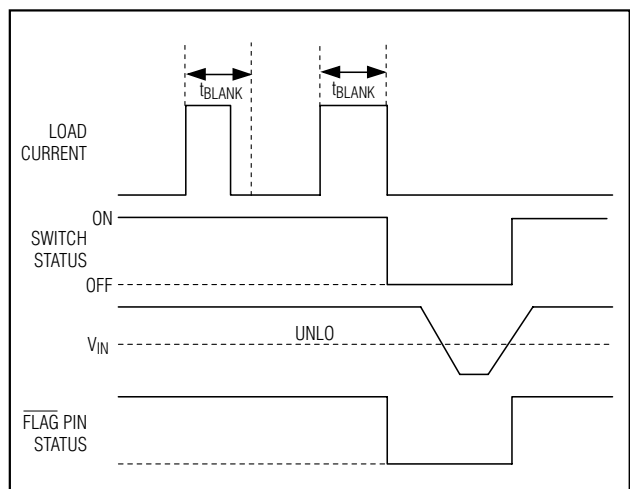 tBLANK
tBLANK
LOAD
CURRENT
ON
SWITCH
STATUS
OFF
UNLO
VIN
FLAG PIN
STATUS